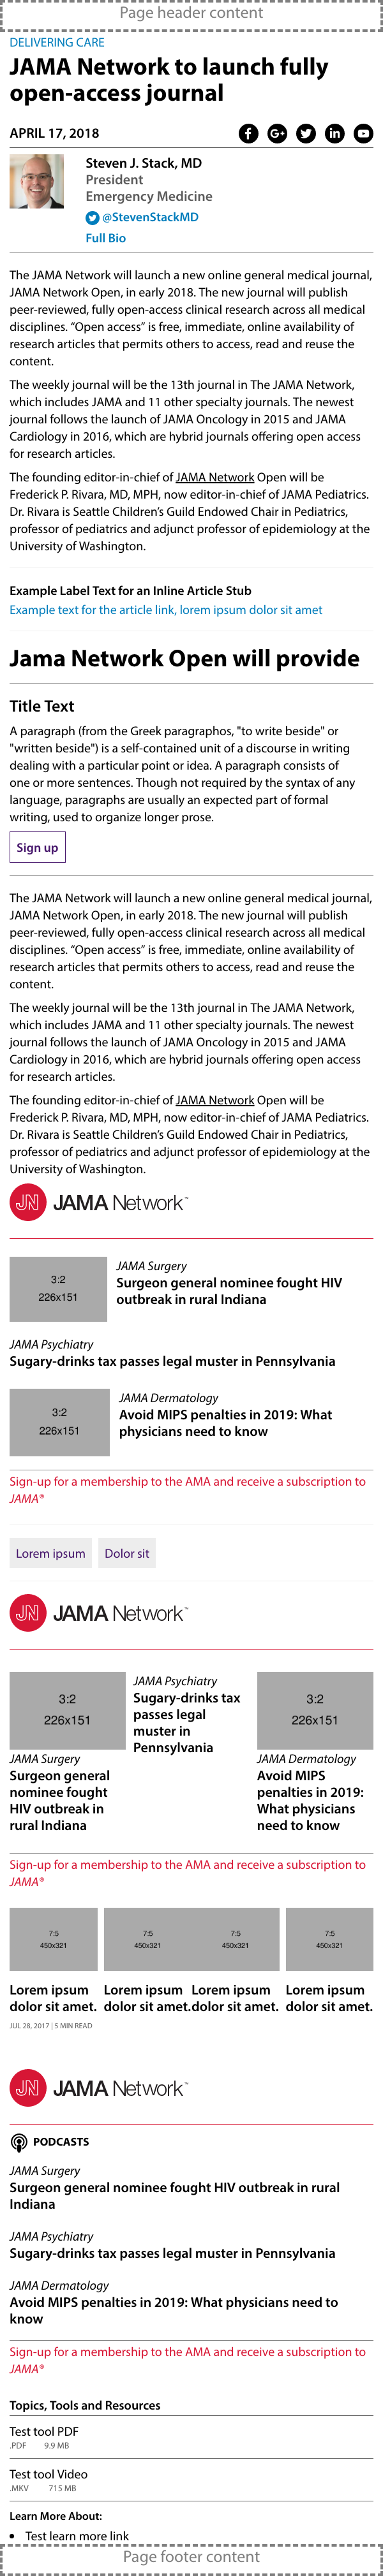 Page header content
DELIVERING CARE
JAMA Network to launch fully
open-access journal
APRIL 17, 2018
Steven J. Stack, MD
President
Emergency Medicine
@StevenStackMD
Full Bio
The JAMA Network will launch a new online general medical journal,
JAMA Network Open, in early 2018. The new journal will publish
peer-reviewed, fully open-access clinical research across all medical
disciplines. “Open access” is free, immediate, online availability of
research articles that permits others to access, read and reuse the
content.
The weekly journal will be the 13th journal in The JAMA Network,
which includes JAMA and 11 other specialty journals. The newest
journal follows the launch of JAMA Oncology in 2015 and JAMA
Cardiology in 2016, which are hybrid journals offering open access
for research articles.
The founding editor-in-chief of JAMA Network Open will be
Frederick P. Rivara, MD, MPH, now editor-in-chief of JAMA Pediatrics.
Dr. Rivara is Seattle Children’s Guild Endowed Chair in Pediatrics,
professor of pediatrics and adjunct professor of epidemiology at the
University of Washington.
Example Label Text for an Inline Article Stub
Example text for the article link, lorem ipsum dolor sit amet
Jama Network Open will provide
Title Text
A paragraph (from the Greek paragraphos, "to write beside" or
"written beside") is a self-contained unit of a discourse in writing
dealing with a particular point or idea. A paragraph consists of
one or more sentences. Though not required by the syntax of any
language, paragraphs are usually an expected part of formal
writing, used to organize longer prose.
Sign up
The JAMA Network will launch a new online general medical journal,
JAMA Network Open, in early 2018. The new journal will publish
peer-reviewed, fully open-access clinical research across all medical
disciplines. “Open access” is free, immediate, online availability of
research articles that permits others to access, read and reuse the
content.
The weekly journal will be the 13th journal in The JAMA Network,
which includes JAMA and 11 other specialty journals. The newest
journal follows the launch of JAMA Oncology in 2015 and JAMA
Cardiology in 2016, which are hybrid journals offering open access
for research articles.
The founding editor-in-chief of JAMA Network Open will be
Frederick P. Rivara, MD, MPH, now editor-in-chief of JAMA Pediatrics.
Dr. Rivara is Seattle Children’s Guild Endowed Chair in Pediatrics,
professor of pediatrics and adjunct professor of epidemiology at the
University of Washington.
JN JAMA Network™
3:2
226x151
JAMA Surgery
Surgeon general nominee fought HIV
outbreak in rural Indiana
JAMA Psychiatry
Sugary-drinks tax passes legal muster in Pennsylvania
3:2
226x151
JAMA Dermatology
Avoid MIPS penalties in 2019: What
physicians need to know
Sign-up for a membership to the AMA and receive a subscription to
JAMA®
Lorem ipsum
Dolor sit
JN JAMA Network™
3:2
226x151
JAMA Surgery
Surgeon general
nominee fought
HIV outbreak in
rural Indiana
JAMA Psychiatry
Sugary-drinks tax
passes legal
muster in
Pennsylvania
3:2
226x151
JAMA Dermatology
Avoid MIPS
penalties in 2019:
What physicians
need to know
Sign-up for a membership to the AMA and receive a subscription to
JAMA®
7:5
450x321
Lorem ipsum
dolor sit amet.
JUL 28, 2017 | 5 MIN READ
7:5
450x321
Lorem ipsum
dolor sit amet.
7:5
450x321
Lorem ipsum
dolor sit amet.
7:5
450x321
Lorem ipsum
dolor sit amet.
JN JAMA Network™
PODCASTS
JAMA Surgery
Surgeon general nominee fought HIV outbreak in rural
Indiana
JAMA Psychiatry
Sugary-drinks tax passes legal muster in Pennsylvania
JAMA Dermatology
Avoid MIPS penalties in 2019: What physicians need to
know
Sign-up for a membership to the AMA and receive a subscription to
JAMA®
Topics, Tools and Resources
Test tool PDF
.PDF 9.9 MB
Test tool Video
.MKV 715 MB
Learn More About:
• Test learn more link
Page footer content